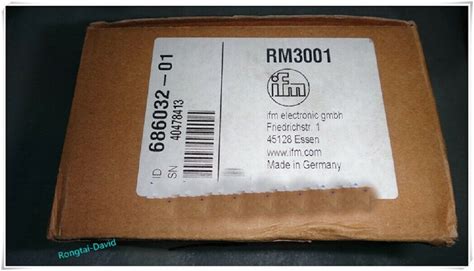 ID 686032-01
SN 40478413
RM3001
ifm
ifm electronic gmbh
Friedrichstr. 1
45128 Essen
www.ifm.com
Made in Germany
Rongtai-David